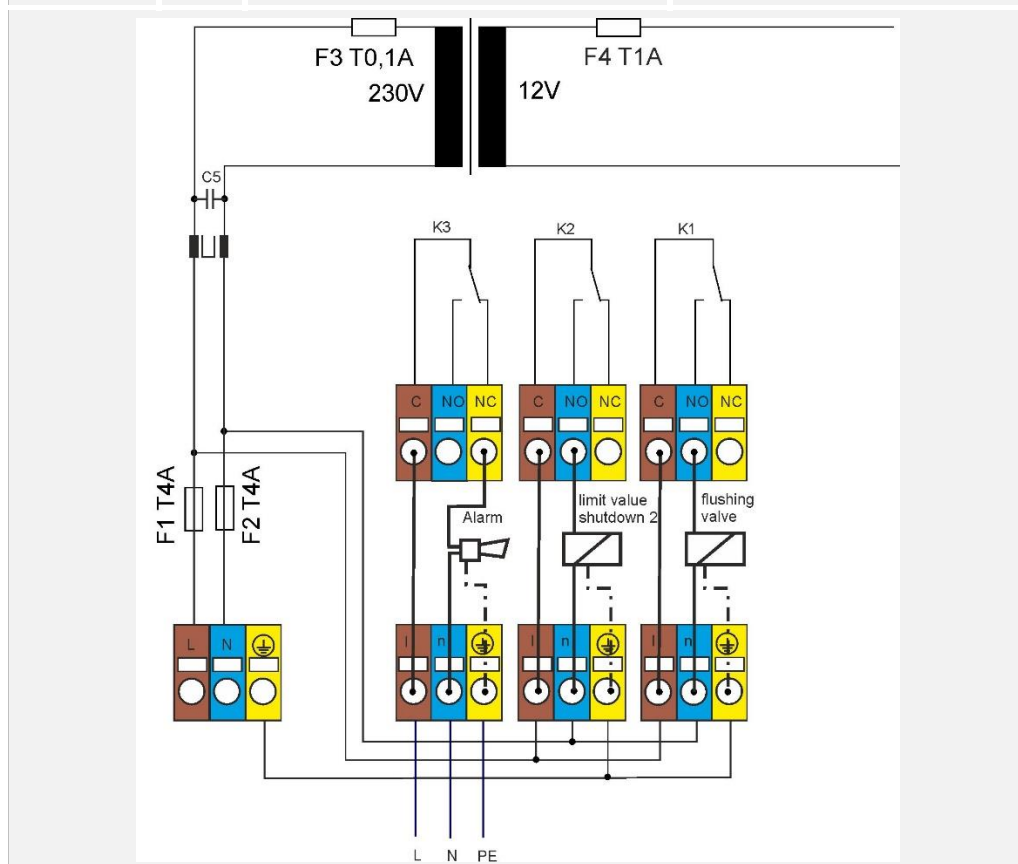 F3 T0,1A
F4 T1A
230V
12V
C5
K3
K2
K1
C NO NC
C NO NC
C NO NC
F1 T4A
F2 T4A
Alarm
limit value
shutdown 2
flushing
valve
L N
l n
l n
l n
L N PE